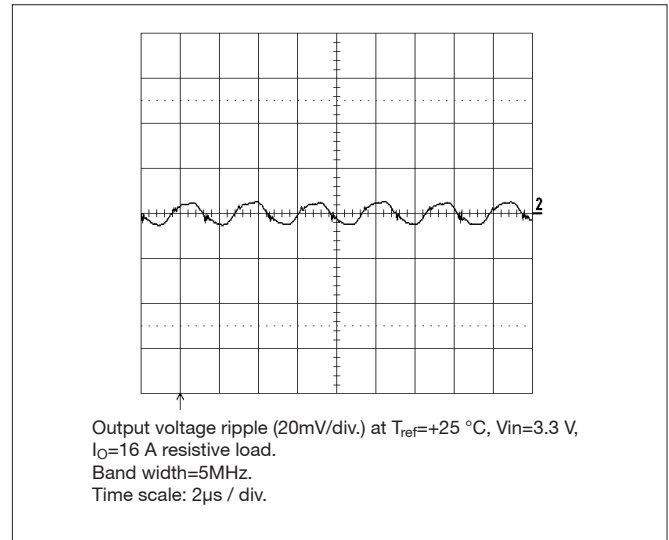 2
Output voltage ripple (20mV/div.) at Tref=+25 °C, Vin=3.3 V,
IO=16 A resistive load.
Band width=5MHz.
Time scale: 2µs / div.